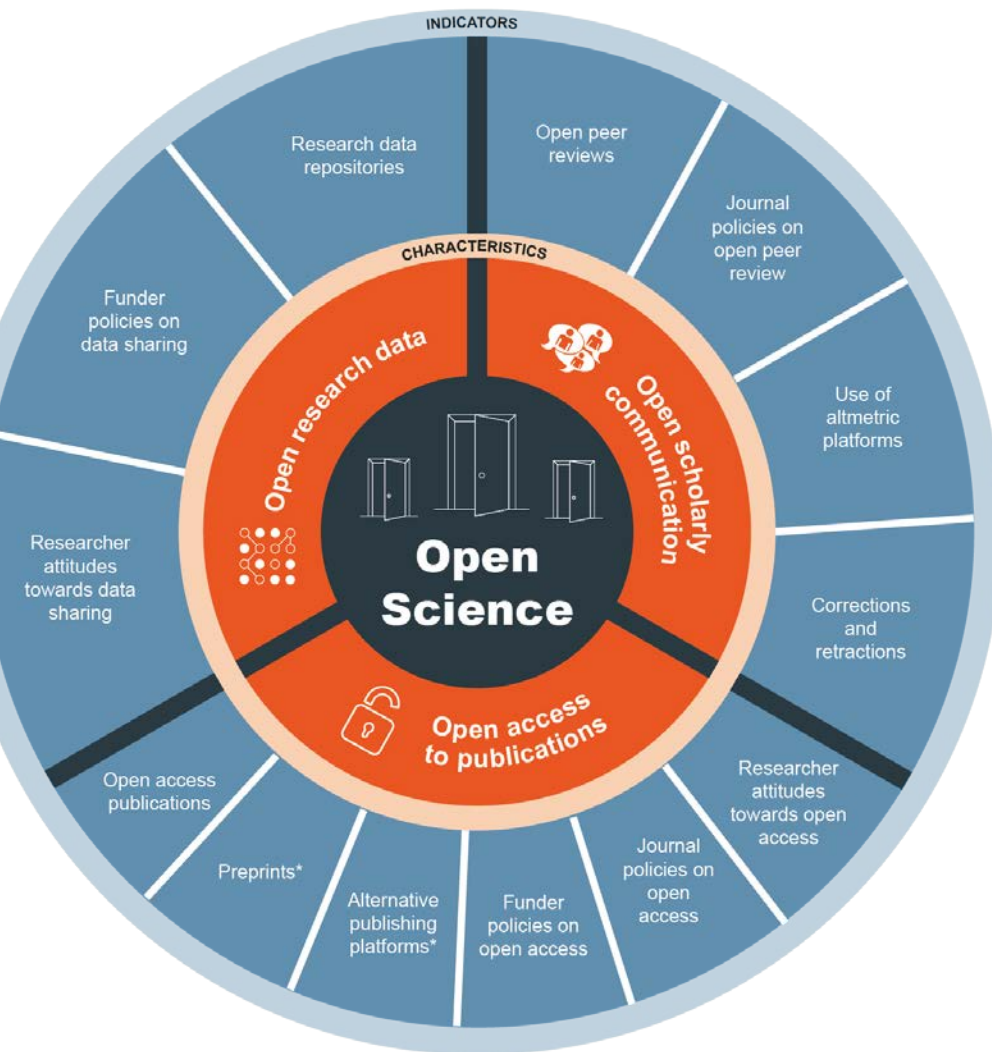 INDICATORS
Research data
repositories
Open peer
reviews
Journal
policies on
open peer
review
Funder
policies on
data sharing
CHARACTERISTICS
Open research data
Open scholarly
communication
Use of
altmetric
platforms
Open
Science
Researcher
attitudes
towards data
sharing
Corrections
and
retractions
Open access
to publications
Open access
publications
Preprints*
Alternative
publishing
platforms*
Funder
policies on
open access
Journal
policies on
open
access
Researcher
attitudes
towards open
access